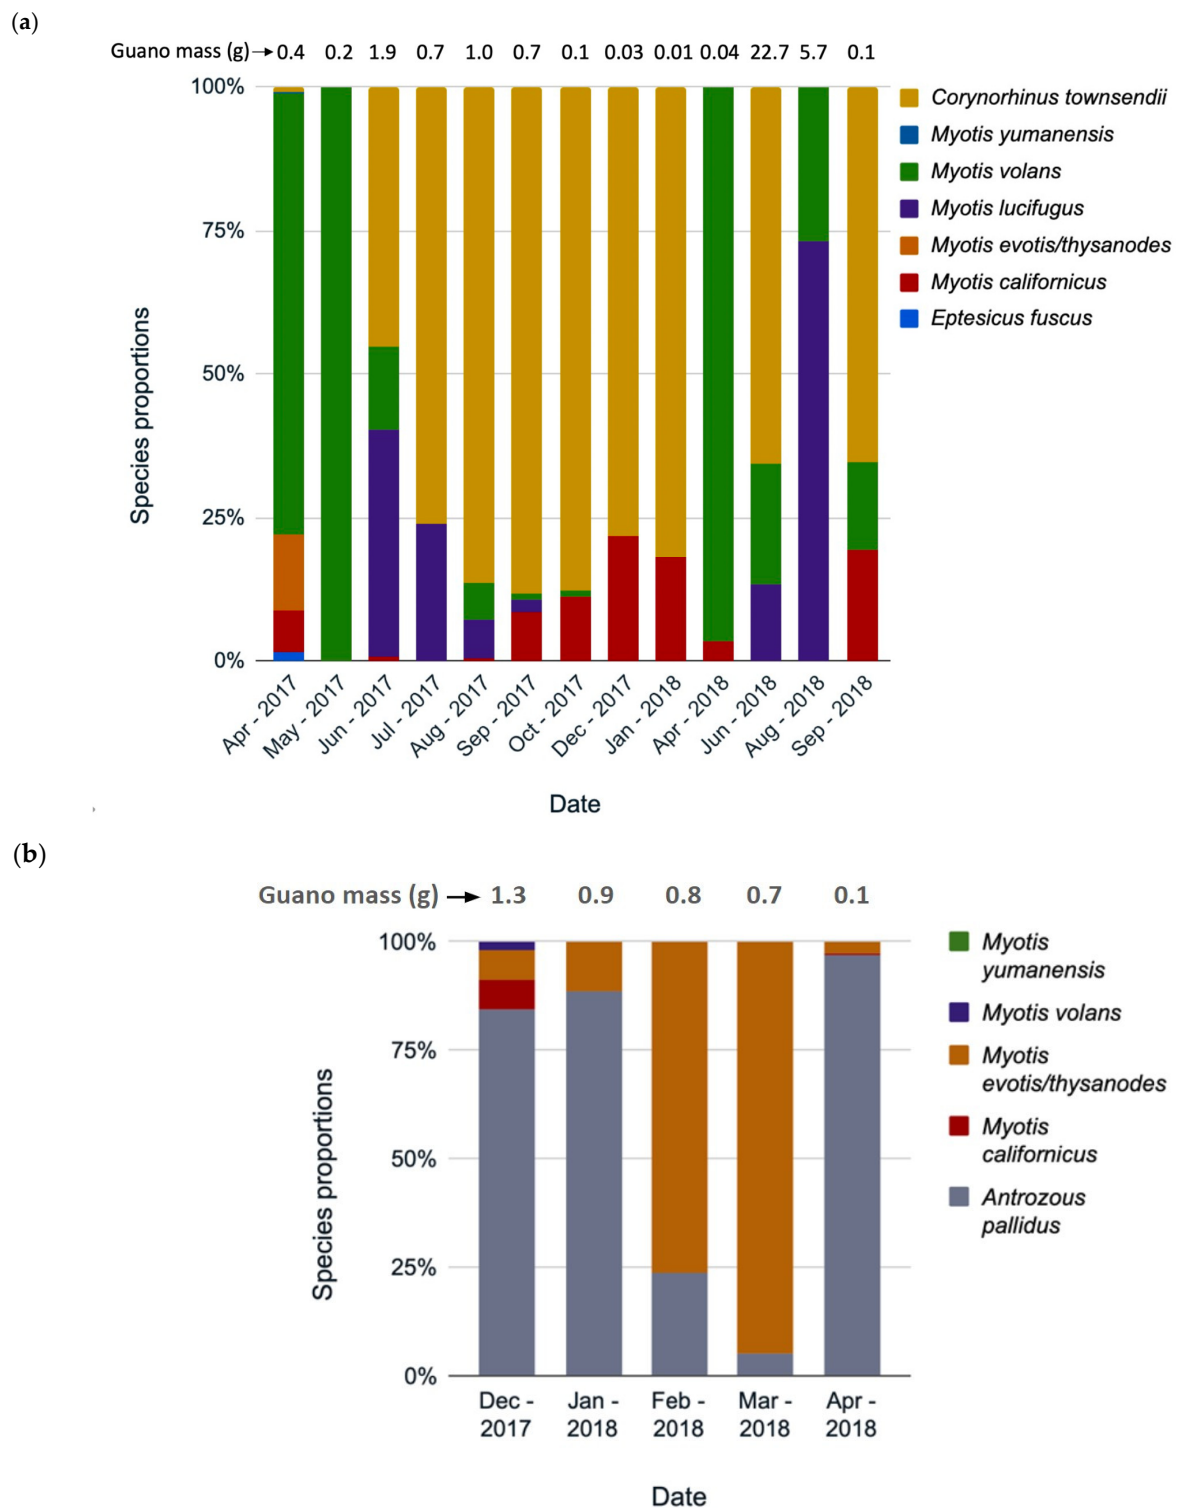 (a)
Guano mass (g) → 0.4 0.2 1.9 0.7 1.0 0.7 0.1 0.03 0.01 0.04 22.7 5.7 0.1
100%
75%
50%
25%
0%
Species proportions
Corynorhinus townsendii
Myotis yumanensis
Myotis volans
Myotis lucifugus
Myotis evotis/thysanodes
Myotis californicus
Eptesicus fuscus
Apr - 2017
May - 2017
Jun - 2017
Jul - 2017
Aug - 2017
Sep - 2017
Oct - 2017
Dec - 2017
Jan - 2018
Apr - 2018
Jun - 2018
Aug - 2018
Sep - 2018
Date
(b)
Guano mass (g) → 1.3 0.9 0.8 0.7 0.1
100%
75%
50%
25%
0%
Species proportions
Myotis
yumanensis
Myotis volans
Myotis
evotis/thysanodes
Myotis
californicus
Antrozous
pallidus
Dec -
2017
Jan -
2018
Feb -
2018
Mar -
2018
Apr -
2018
Date